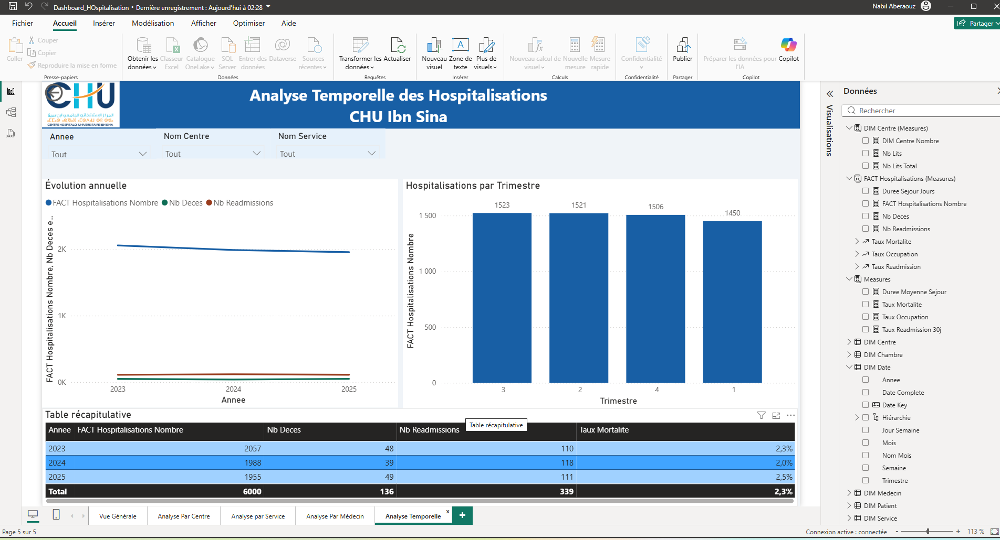 Dashboard_HOspitalisation • Dernière enregistrement : Aujourd'hui à 02:28
Nabil Aberaouz
Fichier
Accueil
Insérer
Modélisation
Afficher
Optimiser
Aide
Partager
Coller
Couper
Copier
Reproduire la mise en forme
Presse-papiers
Obtenir les données
Classeur Excel
Catalogue OneLake
SQL Server
Entrer des données
Dataverse
Sources récentes
Données
Transformer les données
Actualiser
Requêtes
Nouveau visuel
Zone de texte
Plus de visuels
Insérer
Nouveau calcul de visuel
Nouvelle mesure
Mesure rapide
Calculs
Confidentialité
Confidentialité
Publier
Partager
Préparer les données pour l'IA
Copilot
Copilot
CHU
المركز الاستشفائي الجامعي ابن سينا
CENTRE HOSPITALO-UNIVERSITAIRE IBN SINA
Analyse Temporelle des Hospitalisations
CHU Ibn Sina
Annee
Tout
Nom Centre
Tout
Nom Service
Tout
Évolution annuelle
FACT Hospitalisations Nombre
Nb Deces
Nb Readmissions
FACT Hospitalisations Nombre, Nb Deces e...
2K
1K
0K
2023
2024
2025
Annee
Hospitalisations par Trimestre
FACT Hospitalisations Nombre
1 500
1 000
500
0
1523
1521
1506
1450
3
2
4
1
Trimestre
Table récapitulative
Table récapitulative
Annee FACT Hospitalisations Nombre Nb Deces Nb Readmissions Taux Mortalite
2023 2057 48 110 2,3%
2024 1988 39 118 2,0%
2025 1955 49 111 2,5%
Total 6000 136 339 2,3%
Visualisations
Données
Rechercher
DIM Centre (Measures)
DIM Centre Nombre
Nb Lits
Nb Lits Total
FACT Hospitalisations (Measures)
Duree Sejour Jours
FACT Hospitalisations Nombre
Nb Deces
Nb Readmissions
Taux Mortalite
Taux Occupation
Taux Readmission
Measures
Duree Moyenne Sejour
Taux Mortalite
Taux Occupation
Taux Readmission 30j
DIM Centre
DIM Chambre
DIM Date
Annee
Date Complete
Date Key
Hiérarchie
Jour Semaine
Mois
Nom Mois
Semaine
Trimestre
DIM Medecin
DIM Patient
DIM Service
Vue Générale
Analyse Par Centre
Analyse par Service
Analyse Par Médecin
Analyse Temporelle
x
+
Page 5 sur 5
Connexion active : connectée
- + 113 %